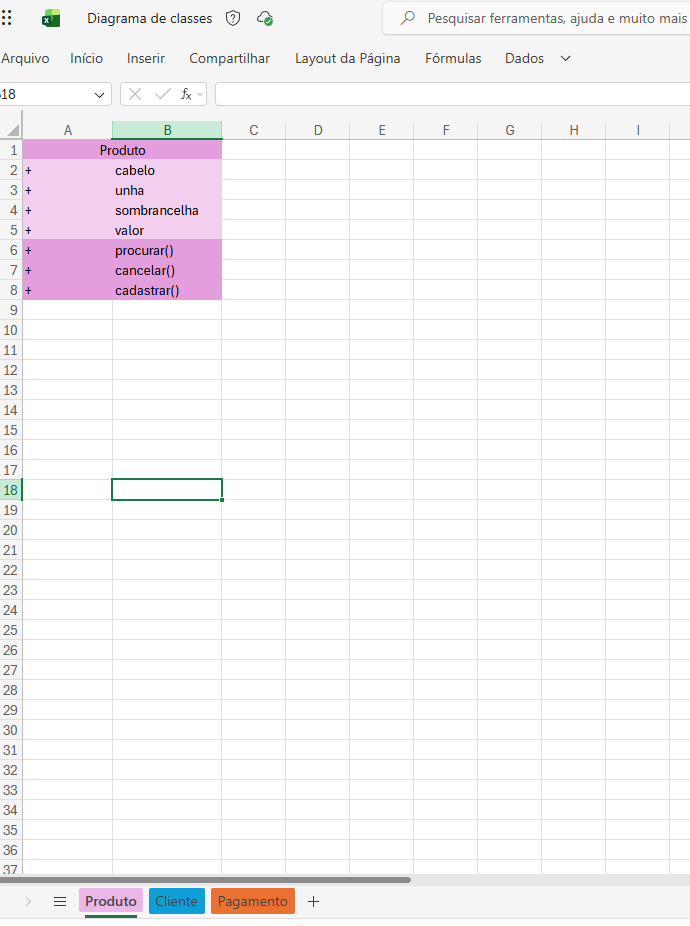 Diagrama de classes
Pesquisar ferramentas, ajuda e muito mais
Arquivo Início Inserir Compartilhar Layout da Página Fórmulas Dados
18 fx
A B C D E F G H I
1 Produto
2 + cabelo
3 + unha
4 + sombrancelha
5 + valor
6 + procurar()
7 + cancelar()
8 + cadastrar()
9
10
11
12
13
14
15
16
17
18
19
20
21
22
23
24
25
26
27
28
29
30
31
32
33
34
35
36
37
Produto Cliente Pagamento +